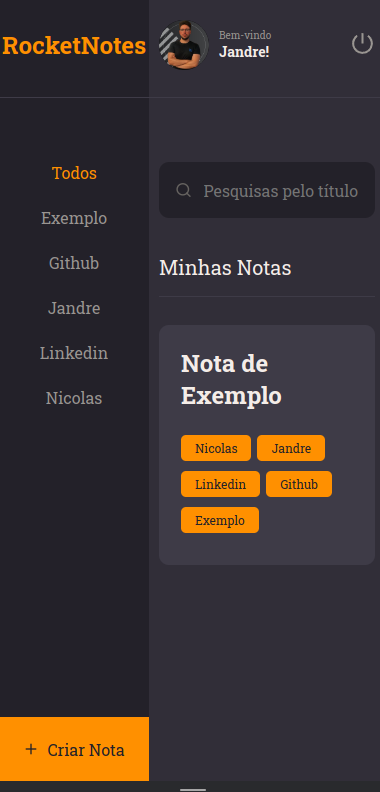 RocketNotes
Bem-vindo
Jandre!
Todos
Exemplo
Github
Jandre
Linkedin
Nicolas
Criar Nota
Pesquisas pelo título
Minhas Notas
Nota de
Exemplo
Nicolas Jandre
Linkedin Github
Exemplo